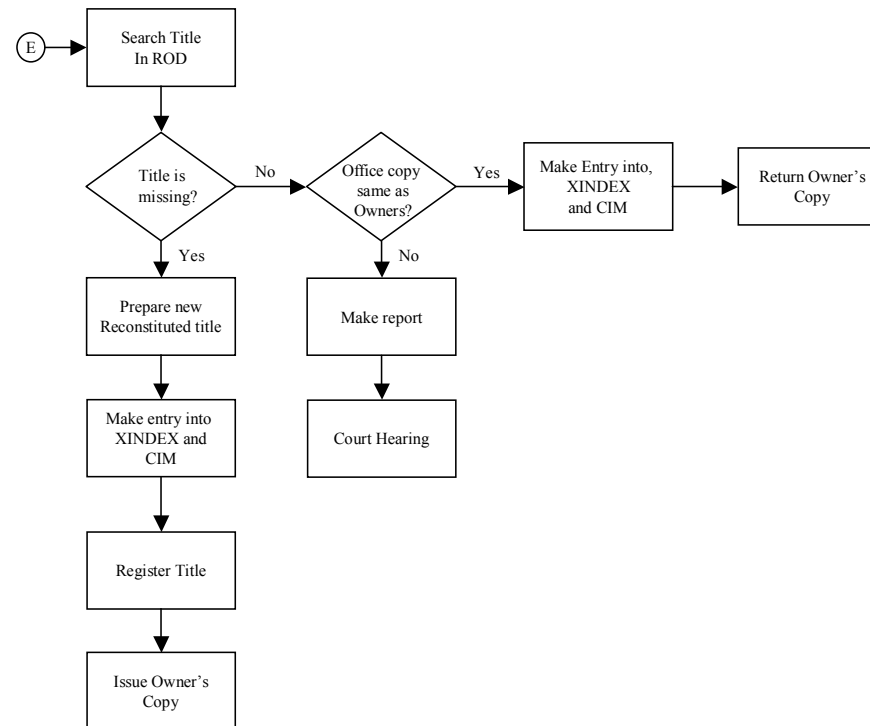 E
Search Title
In ROD
Title is
missing?
No
Office copy
same as
Owners?
Yes
Make Entry into,
XINDEX
and CIM
Return Owner’s
Copy
Yes
No
Prepare new
Reconstituted title
Make report
Make entry into
XINDEX and
CIM
Court Hearing
Register Title
Issue Owner’s
Copy